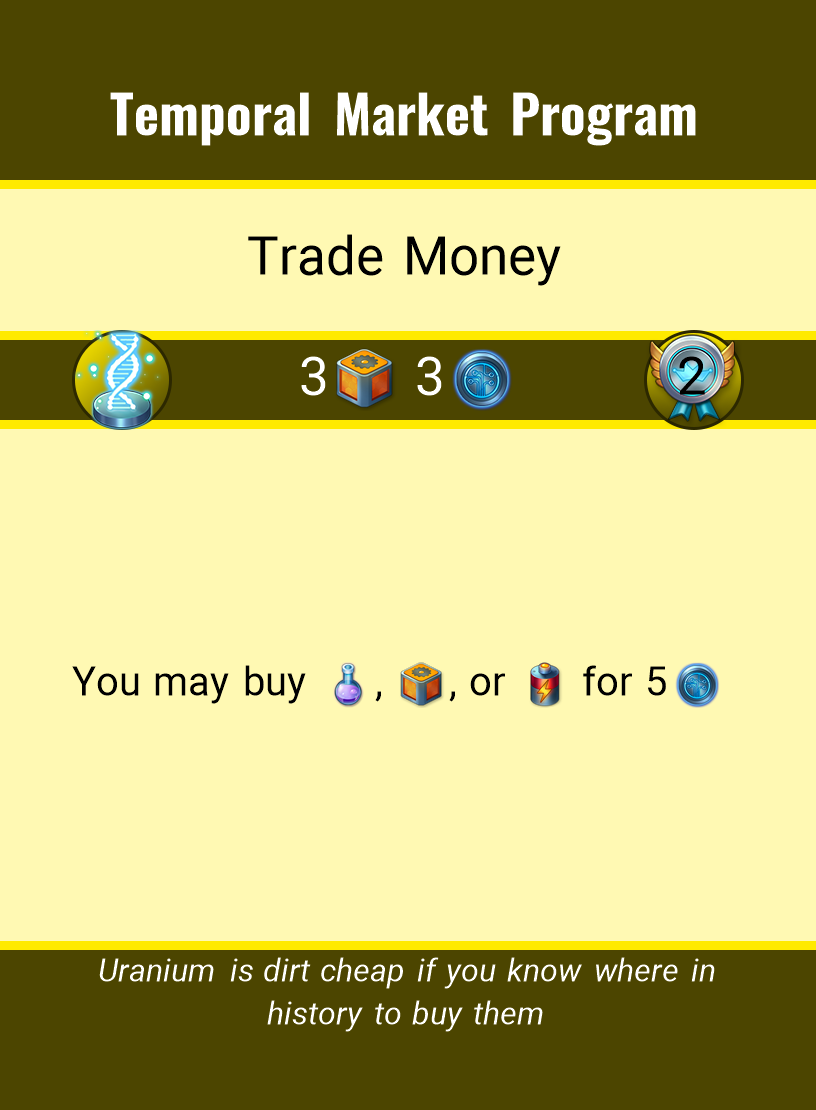 Temporal Market Program
Trade Money
3 3 2
You may buy , , or for 5
Uranium is dirt cheap if you know where in
history to buy them